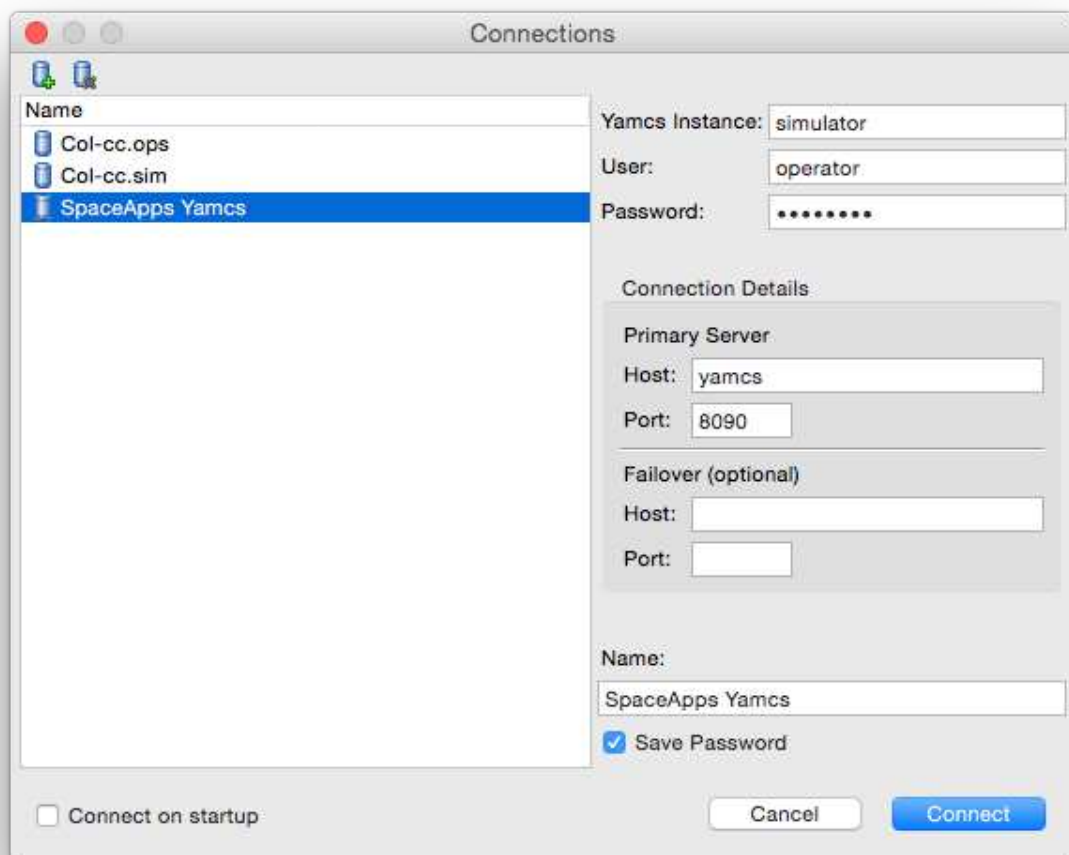 Connections
Name
Col-cc.ops
Col-cc.sim
SpaceApps Yamcs
Yamcs Instance: simulator
User: operator
Password: ••••••••
Connection Details
Primary Server
Host: yamcs
Port: 8090
Failover (optional)
Host:
Port:
Name:
SpaceApps Yamcs
Save Password
Connect on startup
Cancel
Connect